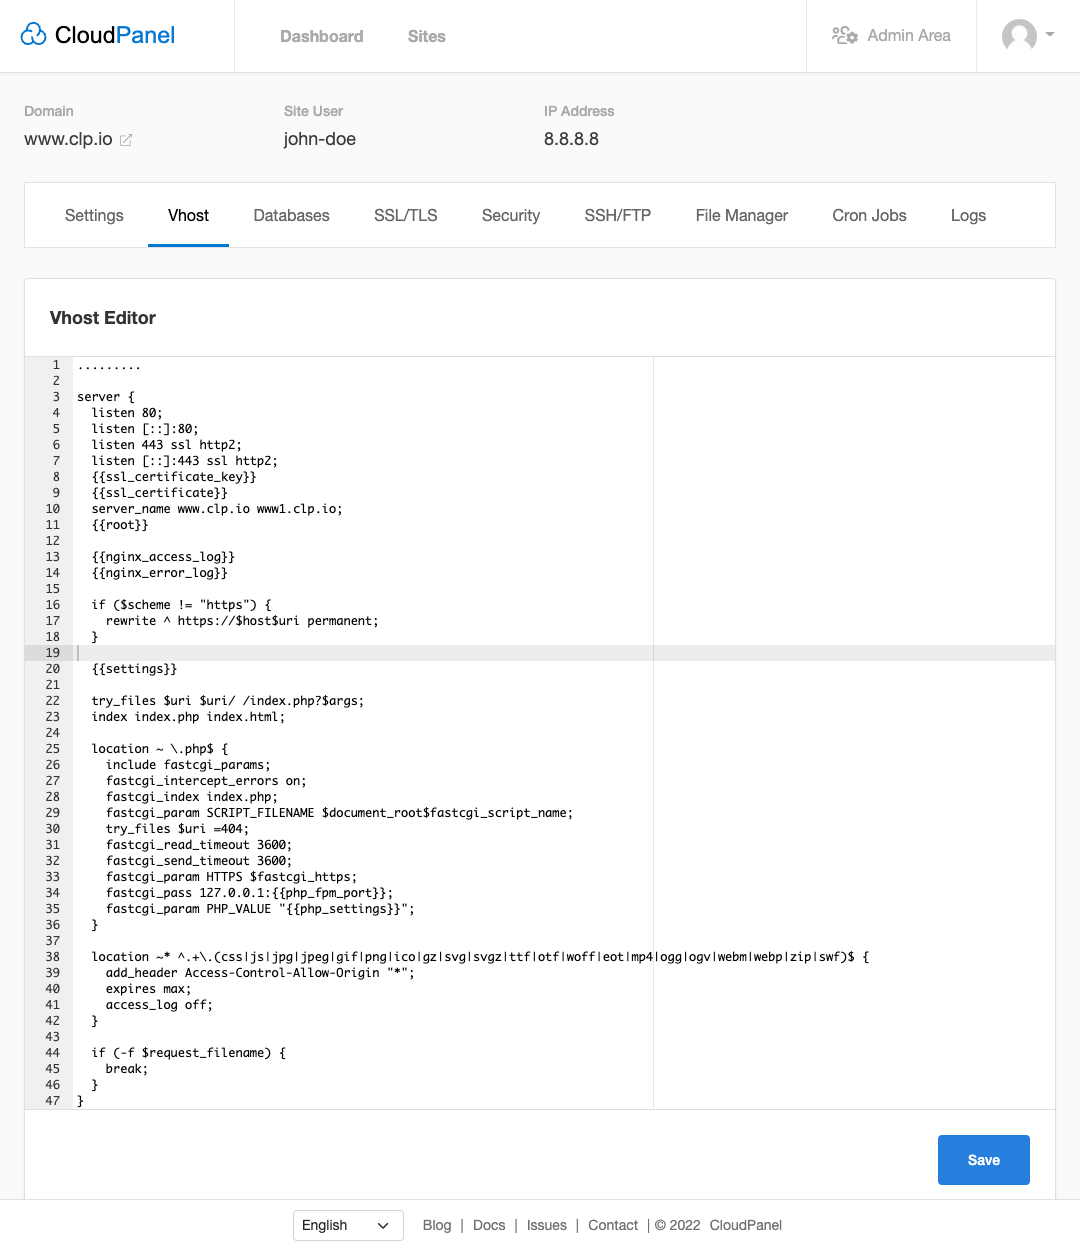 CloudPanel
Dashboard Sites Admin Area
Domain Site User IP Address
www.clp.io john-doe 8.8.8.8
Settings Vhost Databases SSL/TLS Security SSH/FTP File Manager Cron Jobs Logs
Vhost Editor
1 .........
2
3 server {
4   listen 80;
5   listen [::]:80;
6   listen 443 ssl http2;
7   listen [::]:443 ssl http2;
8   {{ssl_certificate_key}}
9   {{ssl_certificate}}
10   server_name www.clp.io www1.clp.io;
11   {{root}}
12
13   {{nginx_access_log}}
14   {{nginx_error_log}}
15
16   if ($scheme != "https") {
17     rewrite ^ https://$host$uri permanent;
18   }
19
20   {{settings}}
21
22   try_files $uri $uri/ /index.php?$args;
23   index index.php index.html;
24
25   location ~ \.php$ {
26     include fastcgi_params;
27     fastcgi_intercept_errors on;
28     fastcgi_index index.php;
29     fastcgi_param SCRIPT_FILENAME $document_root$fastcgi_script_name;
30     try_files $uri =404;
31     fastcgi_read_timeout 3600;
32     fastcgi_send_timeout 3600;
33     fastcgi_param HTTPS $fastcgi_https;
34     fastcgi_pass 127.0.0.1:{{php_fpm_port}};
35     fastcgi_param PHP_VALUE "{{php_settings}}";
36   }
37
38   location ~* ^.+\.(css|js|jpg|jpeg|gif|png|ico|gz|svg|svgz|ttf|otf|woff|eot|mp4|ogg|ogv|webm|webp|zip|swf)$ {
39     add_header Access-Control-Allow-Origin "*";
40     expires max;
41     access_log off;
42   }
43
44   if (-f $request_filename) {
45     break;
46   }
47 }
Save
English Blog | Docs | Issues | Contact | © 2022 CloudPanel